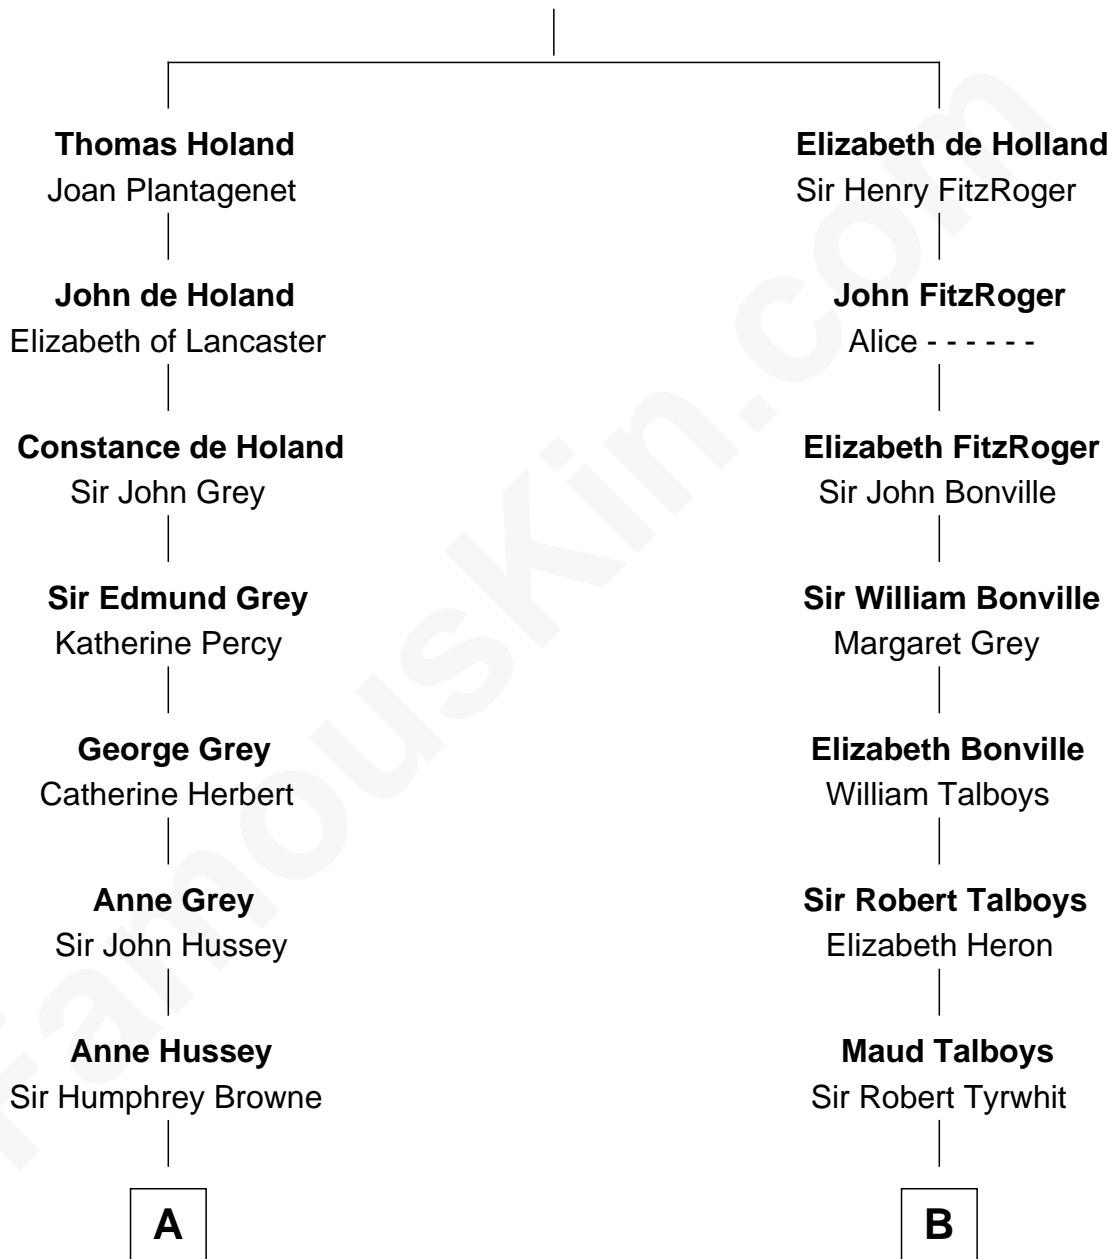 Thomas Holand
Joan Plantagenet
John de Holand
Elizabeth of Lancaster
Constance de Holand
Sir John Grey
Sir Edmund Grey
Katherine Percy
George Grey
Catherine Herbert
Anne Grey
Sir John Hussey
Anne Hussey
Sir Humphrey Browne
A
Elizabeth de Holland
Sir Henry FitzRoger
John FitzRoger
Alice - - - - - -
Elizabeth FitzRoger
Sir John Bonville
Sir William Bonville
Margaret Grey
Elizabeth Bonville
William Talboys
Sir Robert Talboys
Elizabeth Heron
Maud Talboys
Sir Robert Tyrwhit
B
FamousKin.com